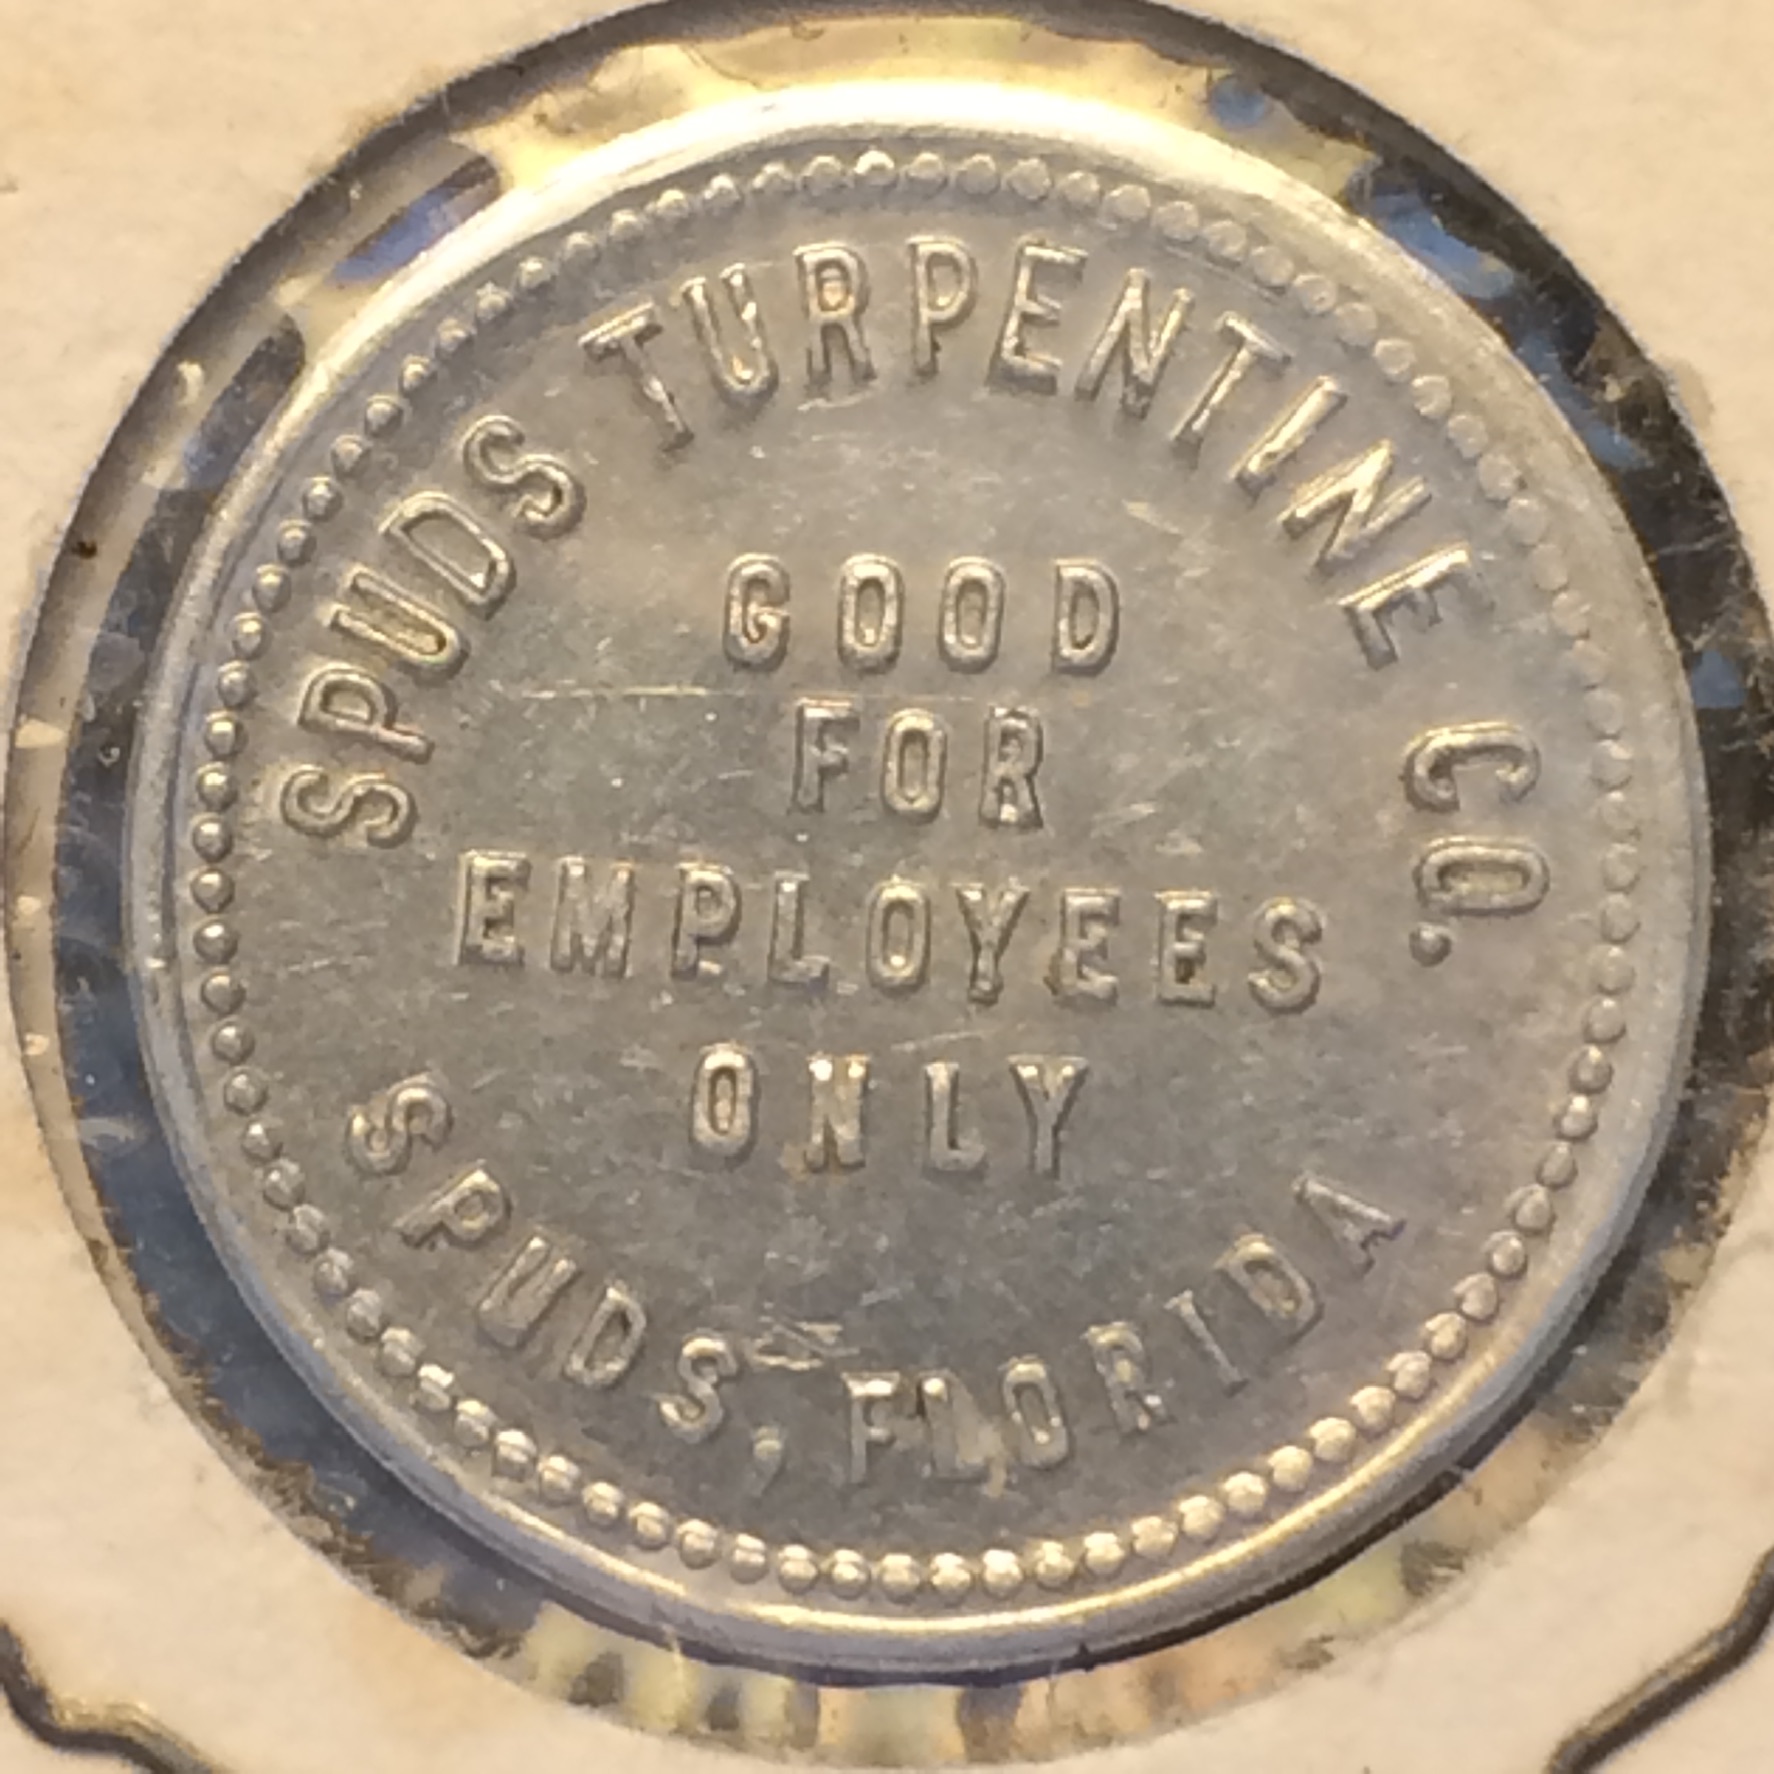 SPUDS TURPENTINE CO.
GOOD
FOR
EMPLOYEES
ONLY
SPUDS, FLORIDA